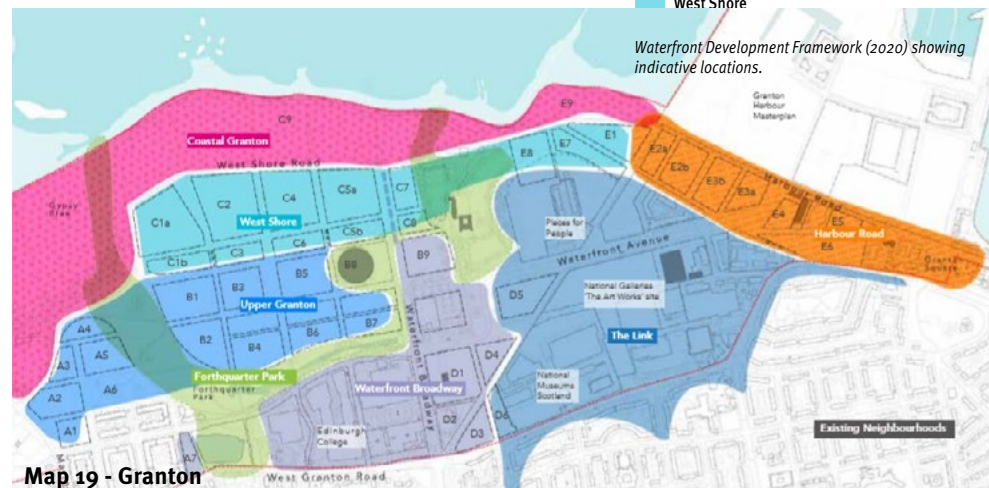 West Shore
Waterfront Development Framework (2020) showing
indicative locations.
Granton
Harbour
Masterplan
E9
C9
Coastal Granton
E1
E2a
E7
E8
E2b
West Shore Road
E3b
E3a
Harbour Road
C5a
C7
C4
C2
C1a
West Shore
E4
E5
C8
C5b
Places for
People
Harbour Road
C6
E6
C3
C1b
Waterfront Avenue
B9
B8
B5
B3
B1
National Galleries
'The Art Works' site
D5
Upper Granton
B7
A4
B6
B2
The Link
B4
A5
D4
A3
Waterfront Broadway
Forthquarter Park
Forthquarter
Park
D1
Waterfront Broadway
A6
National
Museums
Scotland
A2
D6
D2
Edinburgh
College
A1
D3
Existing Neighbourhoods
A7
West Granton Road
Map 19 - Granton